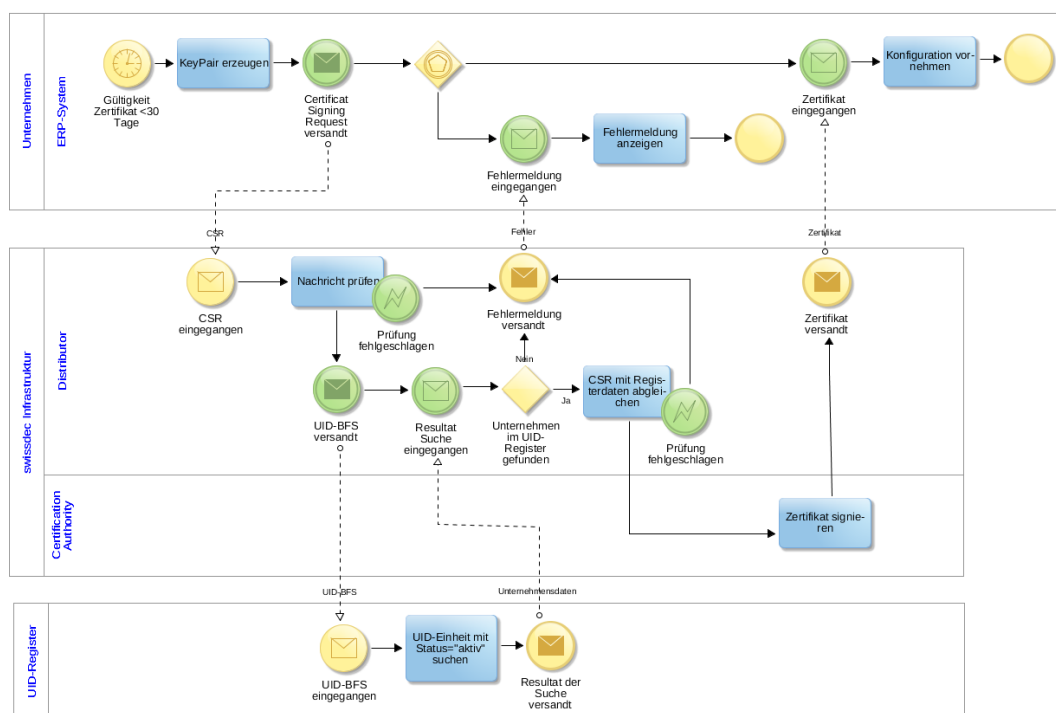 Unternehmen
ERP-System
Gültigkeit
Zertifikat <30
Tage
KeyPair erzeugen
Certificat
Signing
Request
versandt
Zertifikat
eingegangen
Konfiguration vor-
nehmen
Fehlermeldung
eingegangen
Fehlermeldung
anzeigen
CSR
Fehler
Zertifikat
swissdec Infrastruktur
Distributor
CSR
eingegangen
Nachricht prüfen
Prüfung
fehlgeschlagen
Fehlermeldung
versandt
Zertifikat
versandt
UID-BFS
versandt
Resultat
Suche
eingegangen
Nein
Ja
Unternehmen
im UID-
Register
gefunden
CSR mit Regis-
terdaten abglei-
chen
Prüfung
fehlgeschlagen
Certification
Authority
Zertifikat signie-
ren
UID-BFS
Unternehmensdaten
UID-Register
UID-BFS
eingegangen
UID-Einheit mit
Status="aktiv"
suchen
Resultat der
Suche
versandt